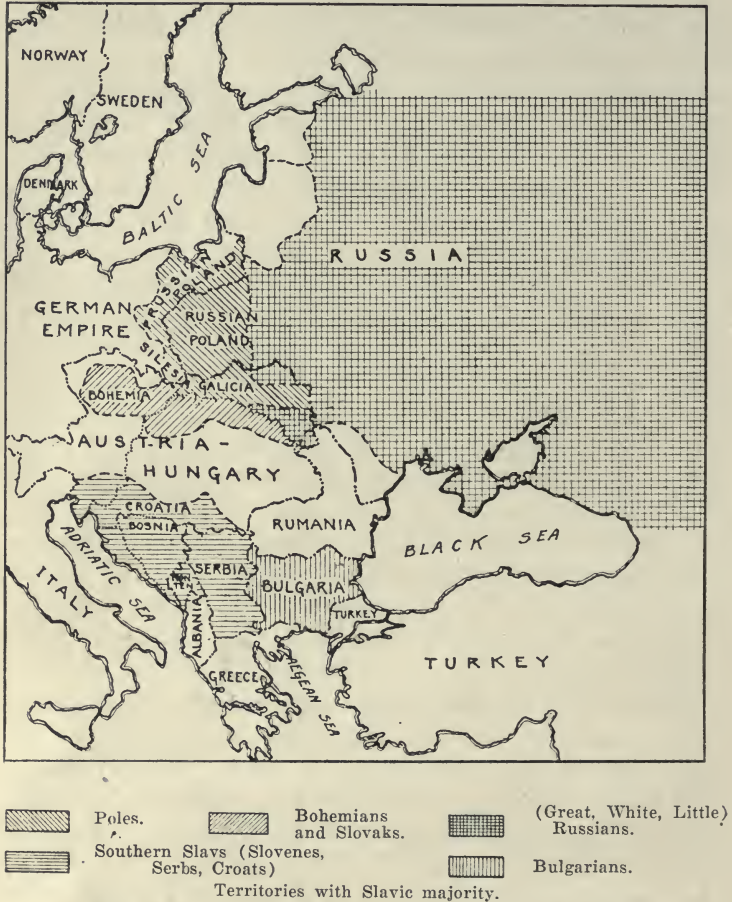 NORWAY
SWEDEN
DENMARK
BALTIC SEA
RUSSIA
PRUSSIAN
POLAND
GERMAN
EMPIRE
RUSSIAN
POLAND
SILESIA
GALICIA
BOHEMIA
AUSTRIA-
HUNGARY
CROATIA
BOSNIA
RUMANIA
BLACK SEA
ADRIATIC SEA
SERBIA
BULGARIA
ITALY
ALBANIA
TURKEY
GREECE
AEGEAN SEA
TURKEY
Poles.
Bohemians
and Slovaks.
(Great, White, Little)
Russians.
Southern Slavs (Slovenes,
Serbs, Croats)
Bulgarians.
Territories with Slavic majority.